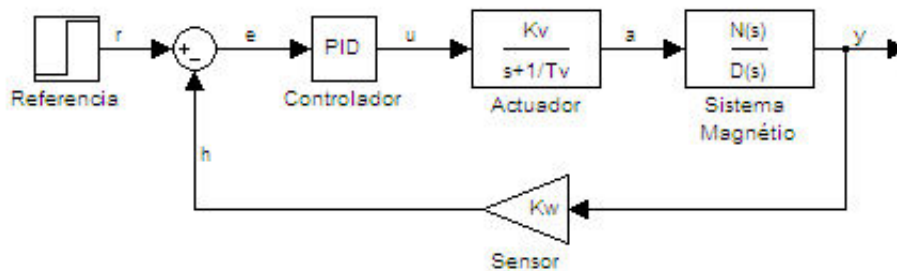 r
e
PID
u
Kv
s+1/Tv
a
N(s)
D(s)
y
Referencia
Controlador
Actuador
Sistema
Magnétio
h
Kw
Sensor